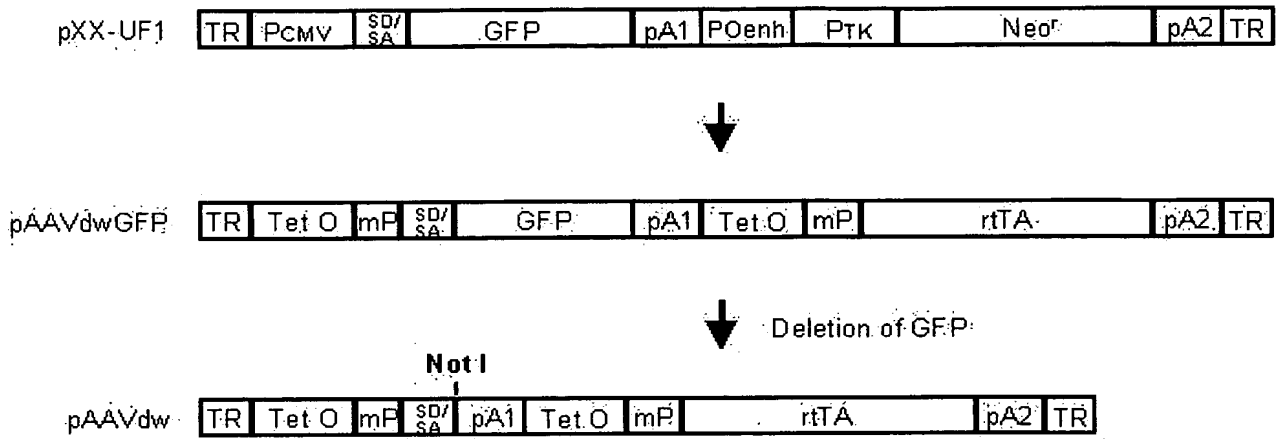 pXX-UF1 TR PCMV SD/SA GFP pA1 POenh PTK Neor pA2 TR
pAAVdwGFP TR Tet O mP SD/SA GFP pA1 Tet O mP rtTA pA2 TR
Deletion of GFP
Not I
pAAVdw TR Tet O mP SD/SA pA1 Tet O mP rtTA pA2 TR